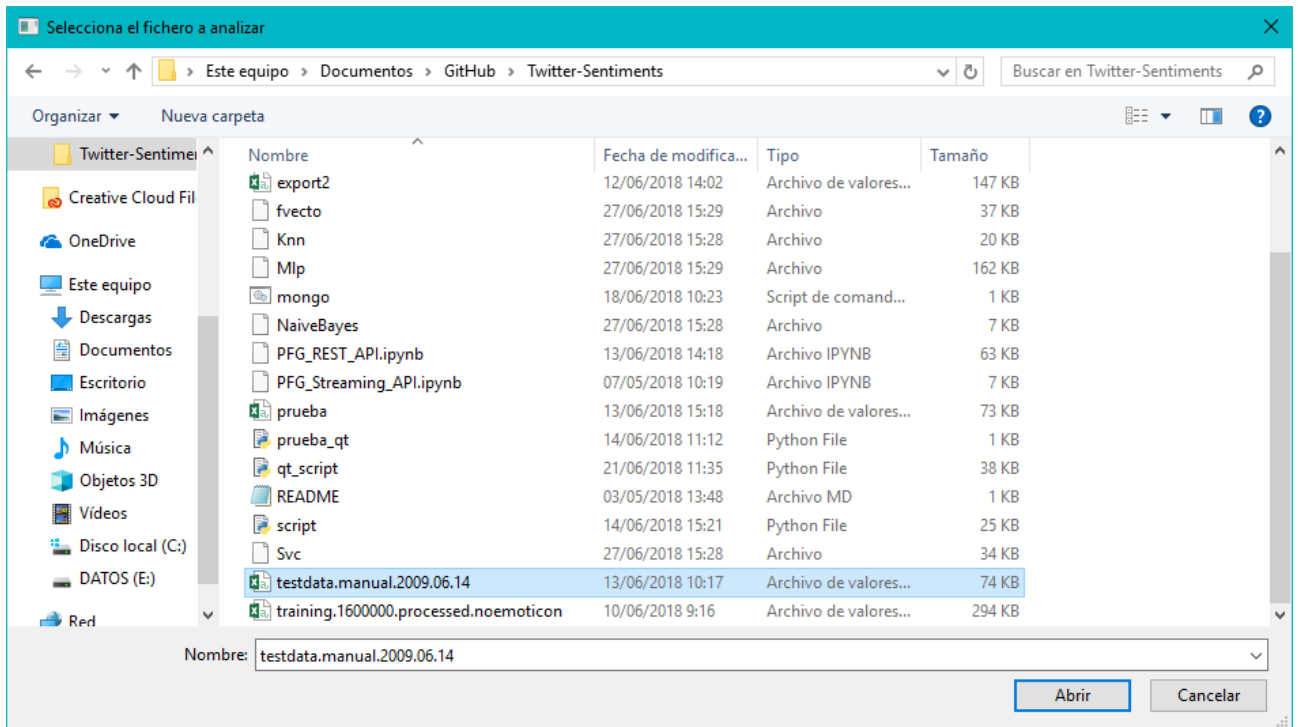 Selecciona el fichero a analizar
Este equipo > Documentos > GitHub > Twitter-Sentiments
Buscar en Twitter-Sentiments
Organizar
Nueva carpeta
Twitter-Sentimer
Creative Cloud Fil
OneDrive
Este equipo
Descargas
Documentos
Escritorio
Imágenes
Música
Objetos 3D
Vídeos
Disco local (C:)
DATOS (E:)
Red
Nombre Fecha de modifica... Tipo Tamaño
export2 12/06/2018 14:02 Archivo de valores... 147 KB
fvecto 27/06/2018 15:29 Archivo 37 KB
Knn 27/06/2018 15:28 Archivo 20 KB
Mlp 27/06/2018 15:29 Archivo 162 KB
mongo 18/06/2018 10:23 Script de comand... 1 KB
NaiveBayes 27/06/2018 15:28 Archivo 7 KB
PFG_REST_API.ipynb 13/06/2018 14:18 Archivo IPYNB 63 KB
PFG_Streaming_API.ipynb 07/05/2018 10:19 Archivo IPYNB 7 KB
prueba 13/06/2018 15:18 Archivo de valores... 73 KB
prueba_qt 14/06/2018 11:12 Python File 1 KB
qt_script 21/06/2018 11:35 Python File 38 KB
README 03/05/2018 13:48 Archivo MD 1 KB
script 14/06/2018 15:21 Python File 25 KB
Svc 27/06/2018 15:28 Archivo 34 KB
testdata.manual.2009.06.14 13/06/2018 10:17 Archivo de valores... 74 KB
training.1600000.processed.noemoticon 10/06/2018 9:16 Archivo de valores... 294 KB
Nombre: testdata.manual.2009.06.14
Abrir
Cancelar